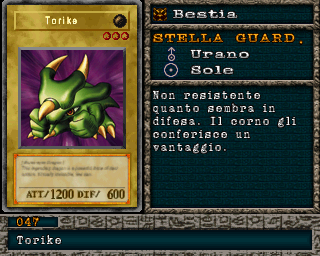 Torike
ATT/1200 DIF/ 600
Bestia
STELLA GUARD.
Urano
Sole
Non resistente
quanto sembra in
difesa. Il corno gli
conferisce un
vantaggio.
047
Torike